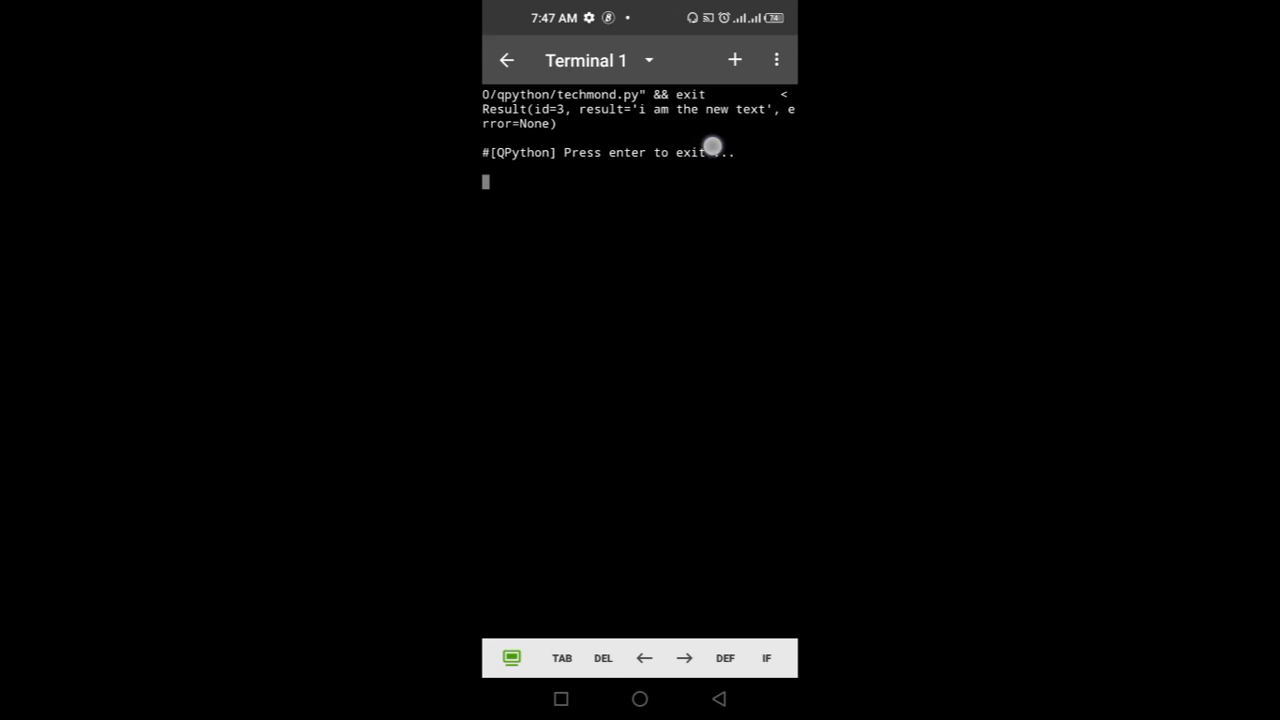 7:47 AM
74
Terminal 1
0/qpython/techmond.py" && exit <
Result(id=3, result='i am the new text', e
rror=None)
#[QPython] Press enter to exit ...
TAB DEL ← → DEF IF